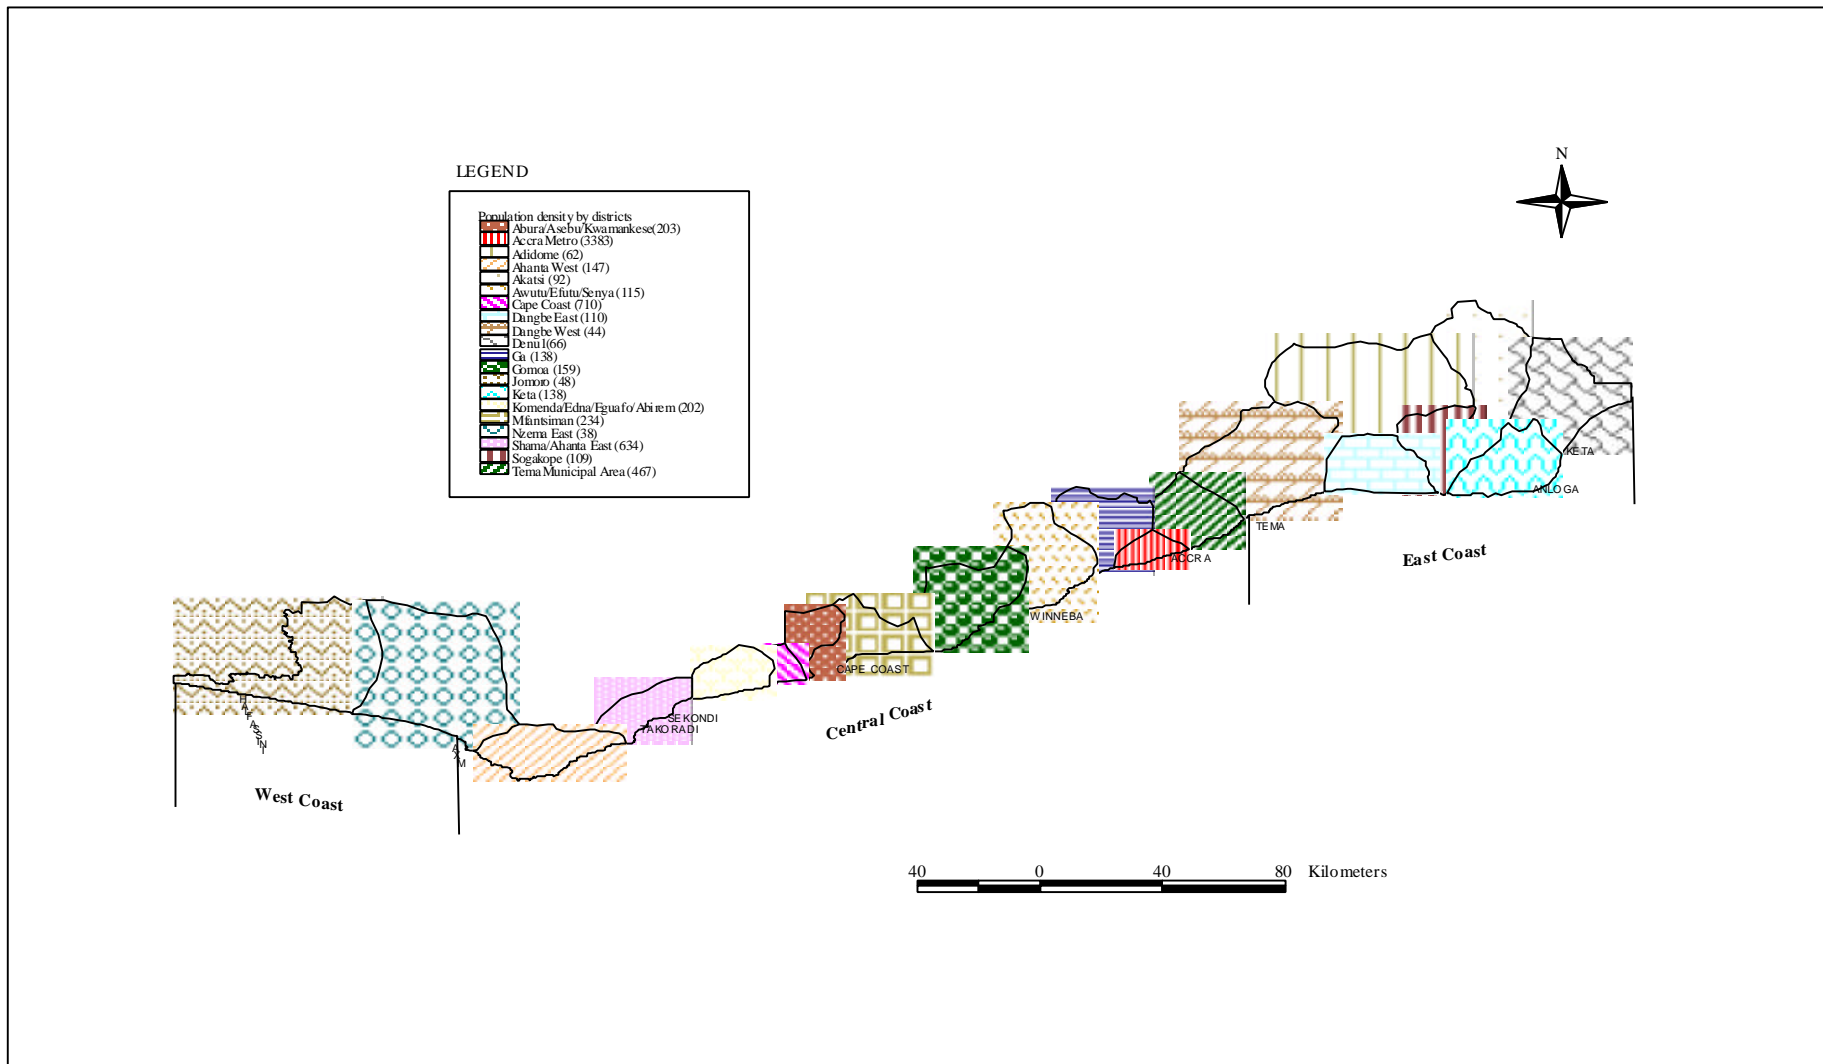 LEGEND
N
Population density by districts
Abura/Asebu/Kwamankese(203)
Accra Metro (3383)
Adidome (62)
Ahanta West (147)
Akatsi (92)
Awutu/Efutu/Senya (115)
Cape Coast (710)
Dangbe East (110)
Dangbe West (44)
Denu1(66)
Ga (138)
Gomoa (159)
Jomoro (48)
Keta (138)
Komenda/Edna/Eguafo/Abirem (202)
Mfantsiman (234)
Nzema East (38)
Shama/Ahanta East (634)
Sogakope (109)
Tema Municipal Area (467)
KETA
ANLOGA
TEMA
East Coast
ACCRA
WINNEBA
CAPE COAST
SEKONDI
TAKORADI
Central Coast
HALFASSINI
AXIM
West Coast
40 0 40 80 Kilometers